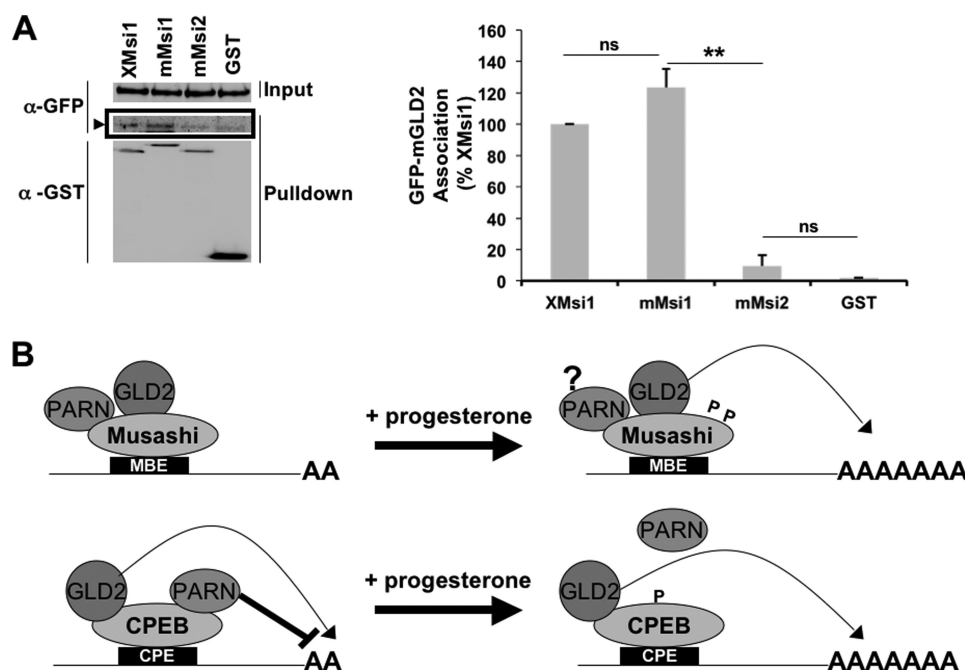 A
XMsi1
mMsi1
mMsi2
GST
α-GFP
Input
α -GST
Pulldown
GFP-mGLD2
Association
(% XMsi1)
160
140
120
100
80
60
40
20
0
ns
**
ns
XMsi1
mMsi1
mMsi2
GST
B
PARN
GLD2
Musashi
MBE
AA
+ progesterone
?
PARN
GLD2
P P
Musashi
MBE
AAAAAAA
GLD2
PARN
CPEB
CPE
AA
+ progesterone
PARN
GLD2
P
CPEB
CPE
AAAAAAA